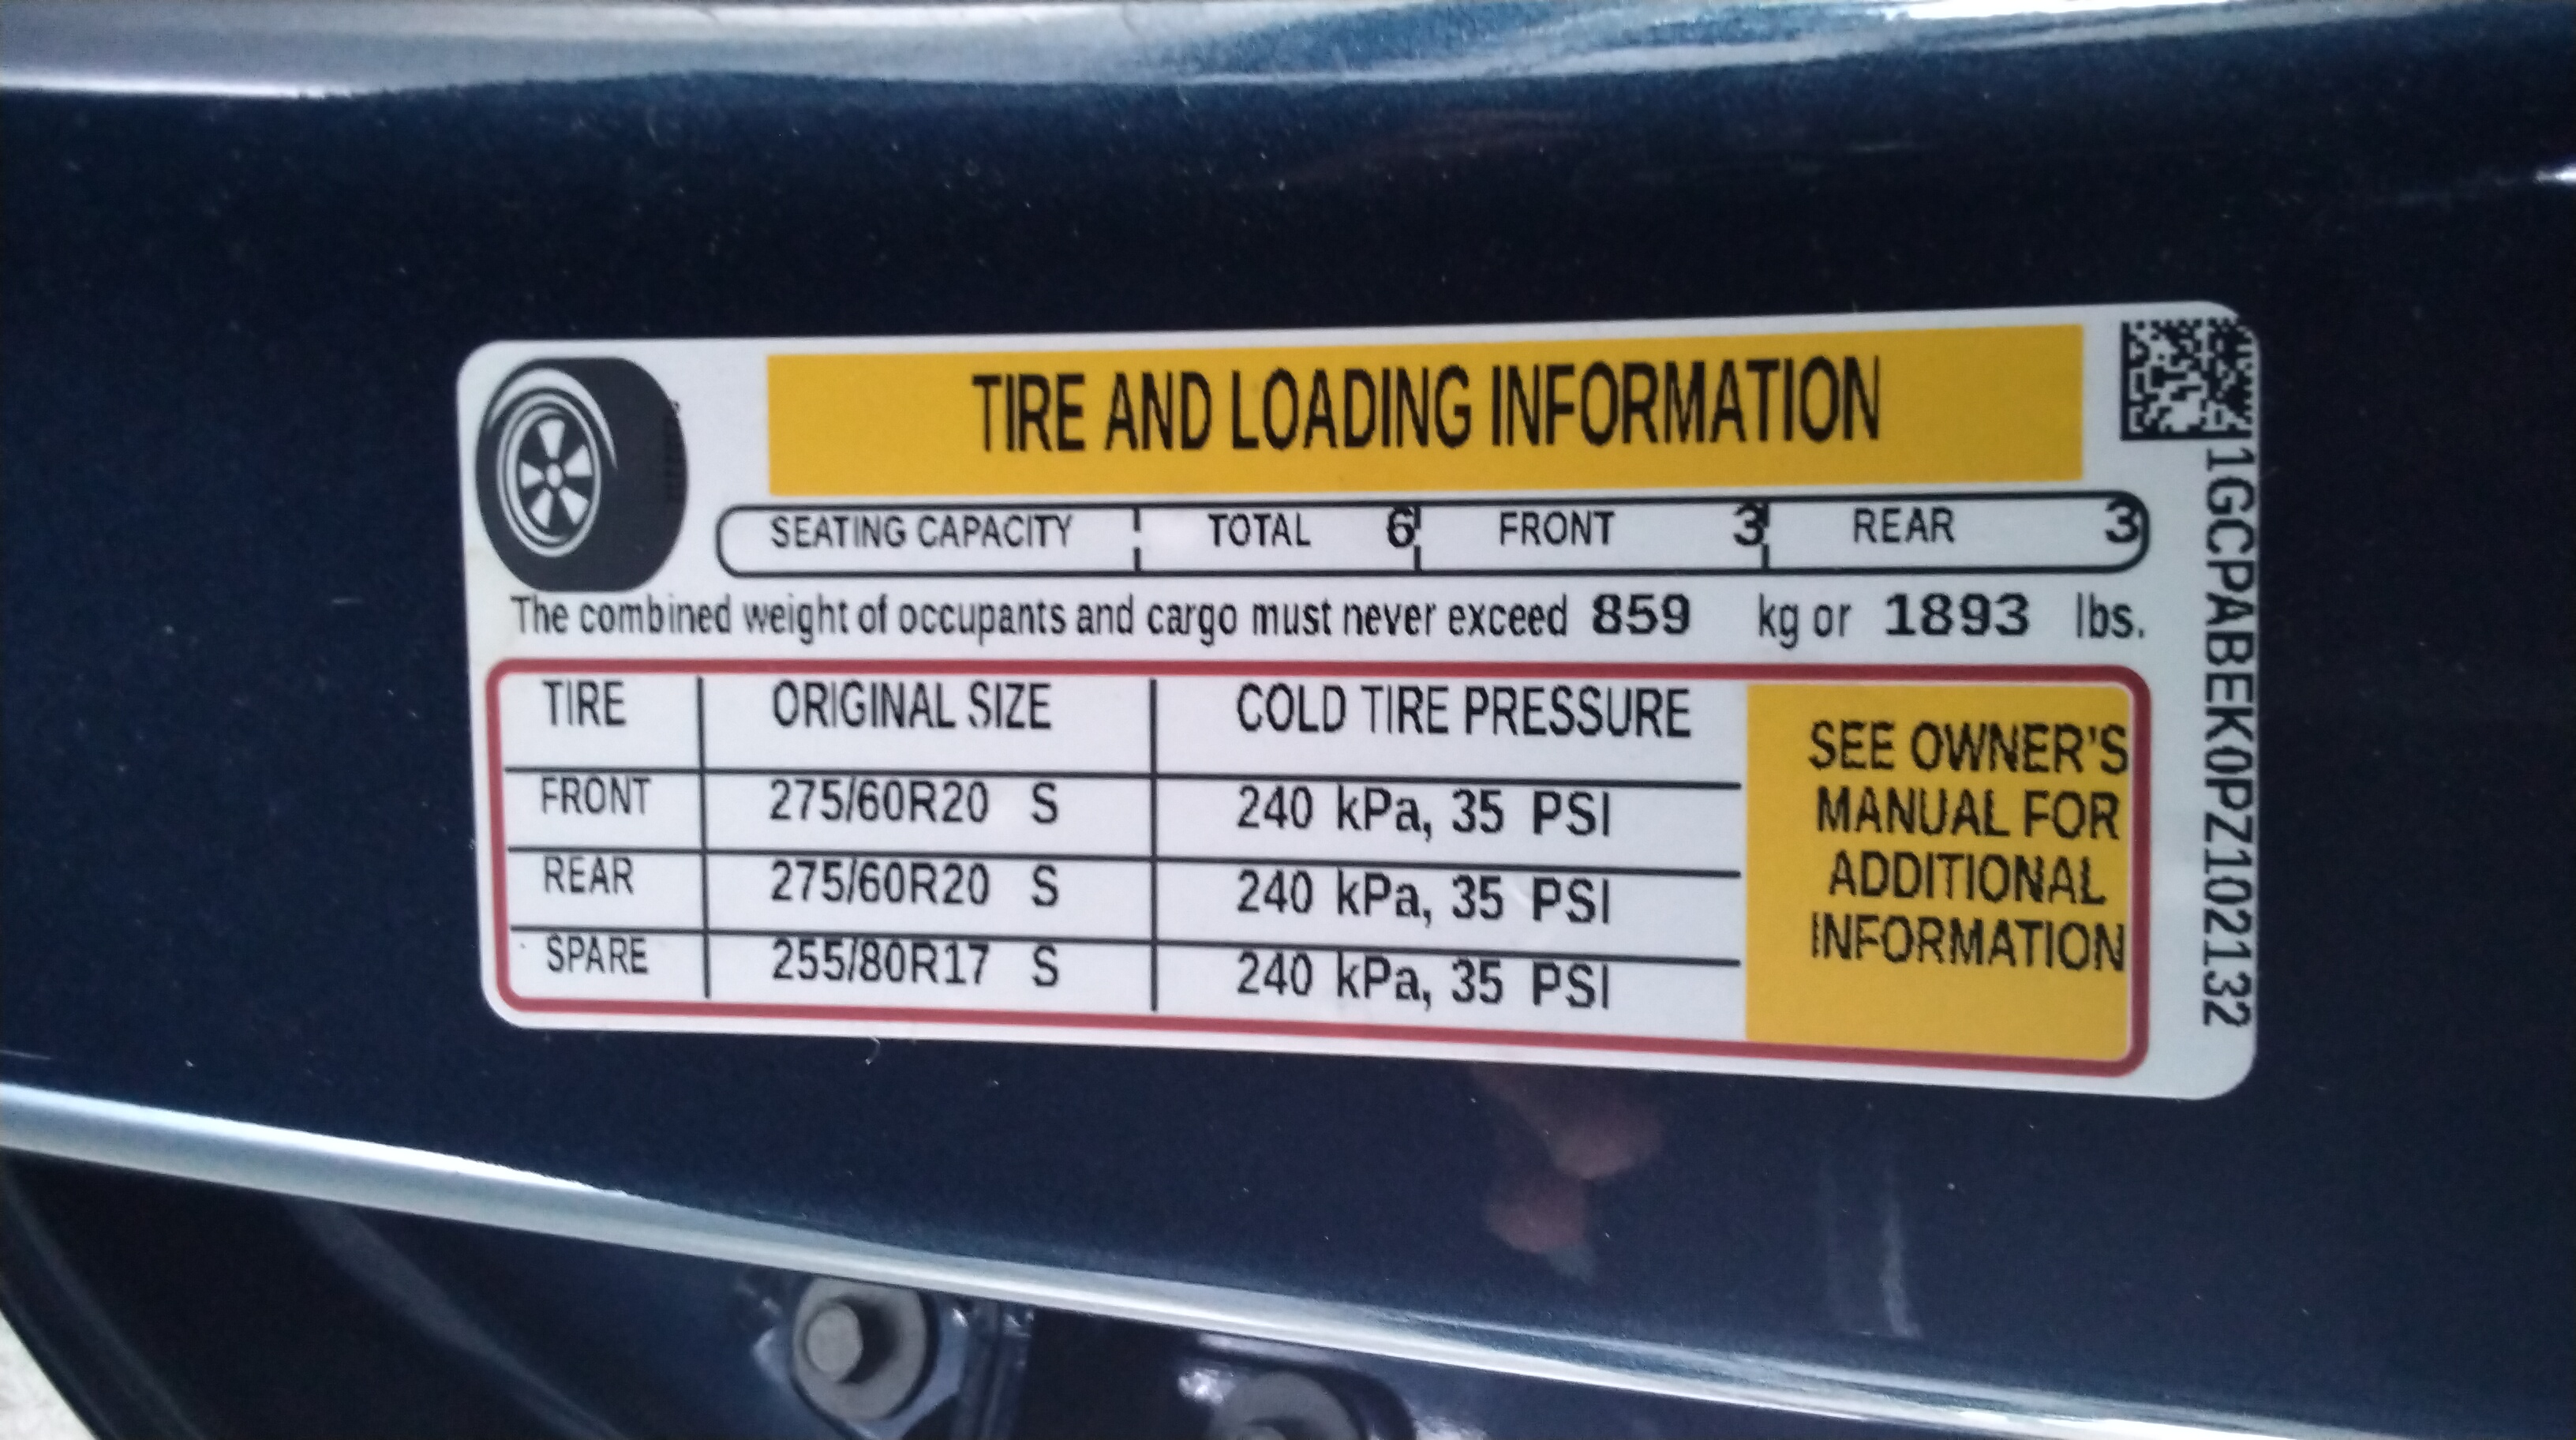 TIRE AND LOADING INFORMATION
SEATING CAPACITY TOTAL 6 FRONT 3 REAR 3
The combined weight of occupants and cargo must never exceed 859 kg or 1893 lbs.
TIRE ORIGINAL SIZE COLD TIRE PRESSURE
FRONT 275/60R20 S 240 kPa, 35 PSI
REAR 275/60R20 S 240 kPa, 35 PSI
SPARE 255/80R17 S 240 kPa, 35 PSI
SEE OWNER'S
MANUAL FOR
ADDITIONAL
INFORMATION
1GCPABEK0PZ102132